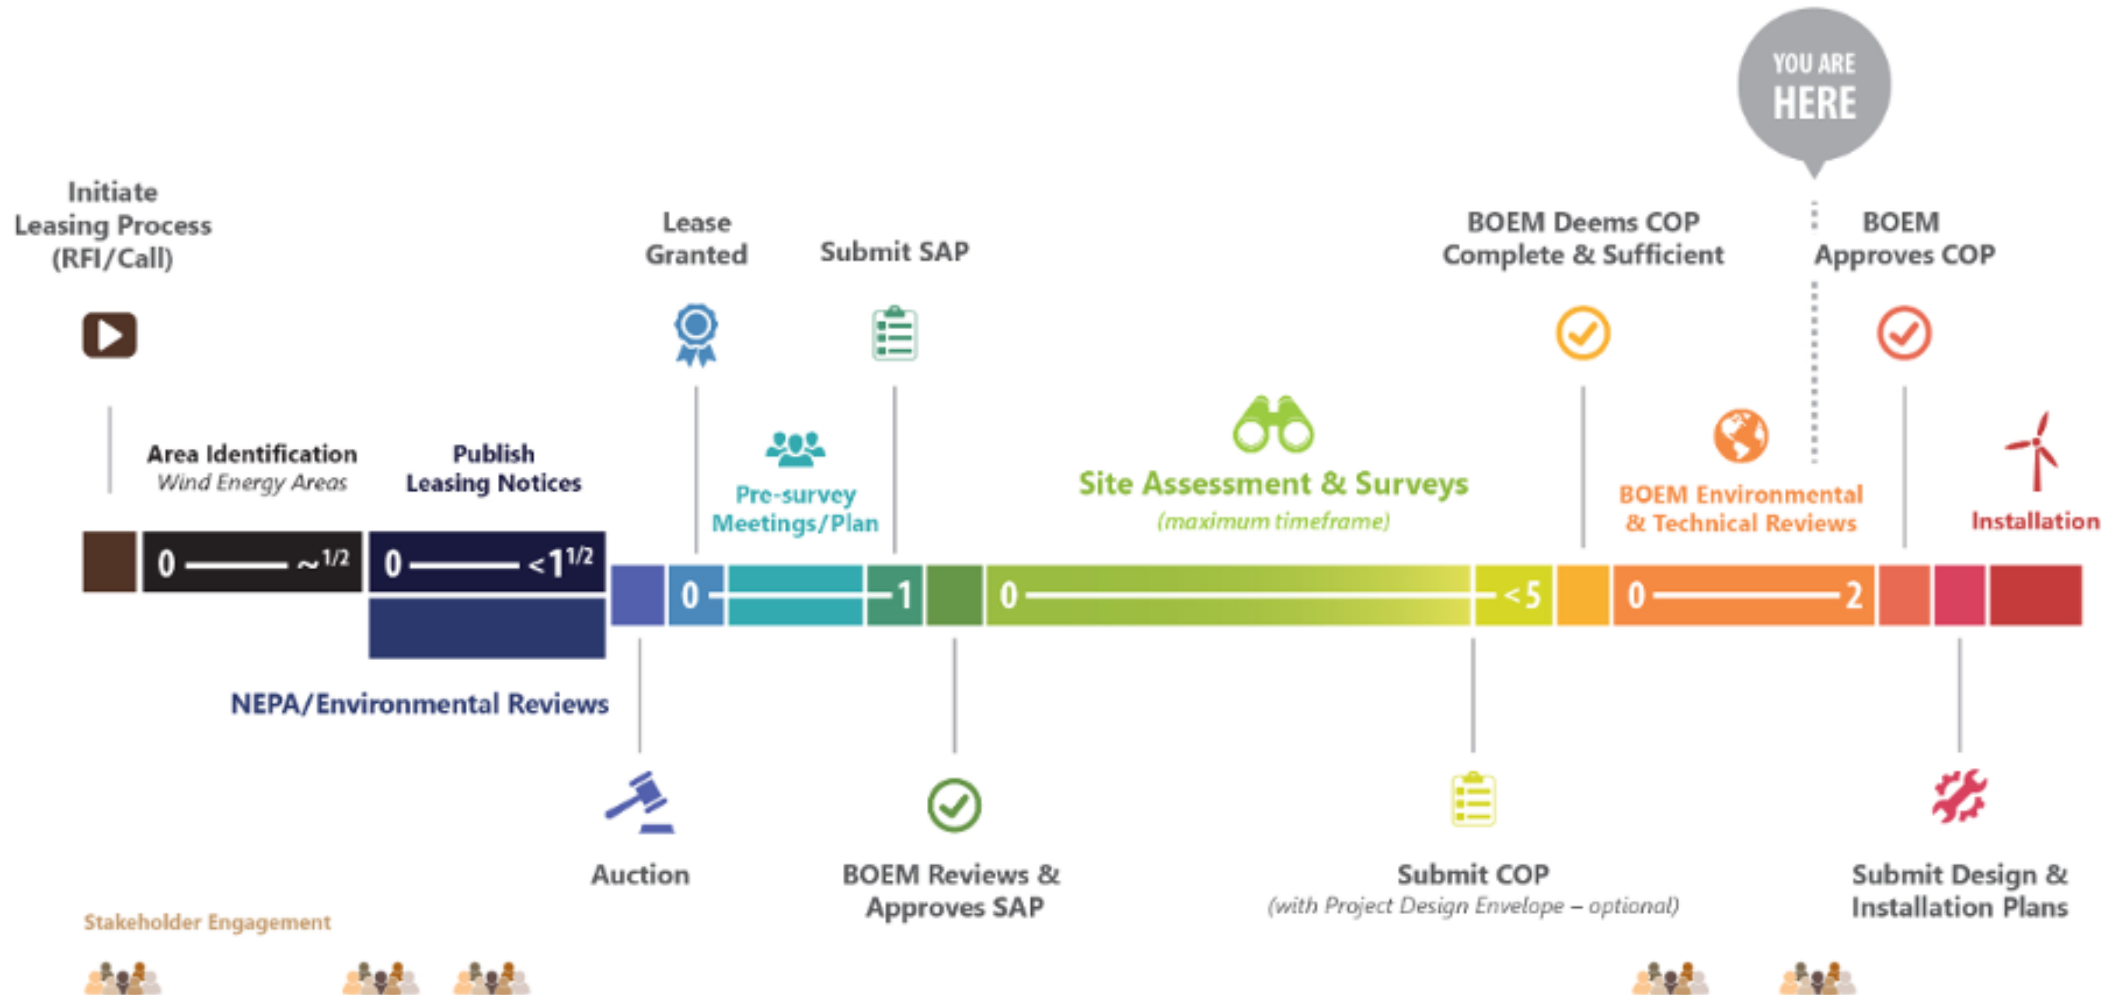 YOU ARE
HERE
Initiate
Leasing Process
(RFI/Call)
Lease
Granted
Submit SAP
BOEM Deems COP
Complete & Sufficient
BOEM
Approves COP
Area Identification
Wind Energy Areas
Publish
Leasing Notices
Pre-survey
Meetings/Plan
Site Assessment & Surveys
(maximum timeframe)
BOEM Environmental
& Technical Reviews
Installation
0 ~1/2
0 <1 1/2
0 1
0 <5
0 2
NEPA/Environmental Reviews
Auction
BOEM Reviews &
Approves SAP
Submit COP
(with Project Design Envelope – optional)
Submit Design &
Installation Plans
Stakeholder Engagement